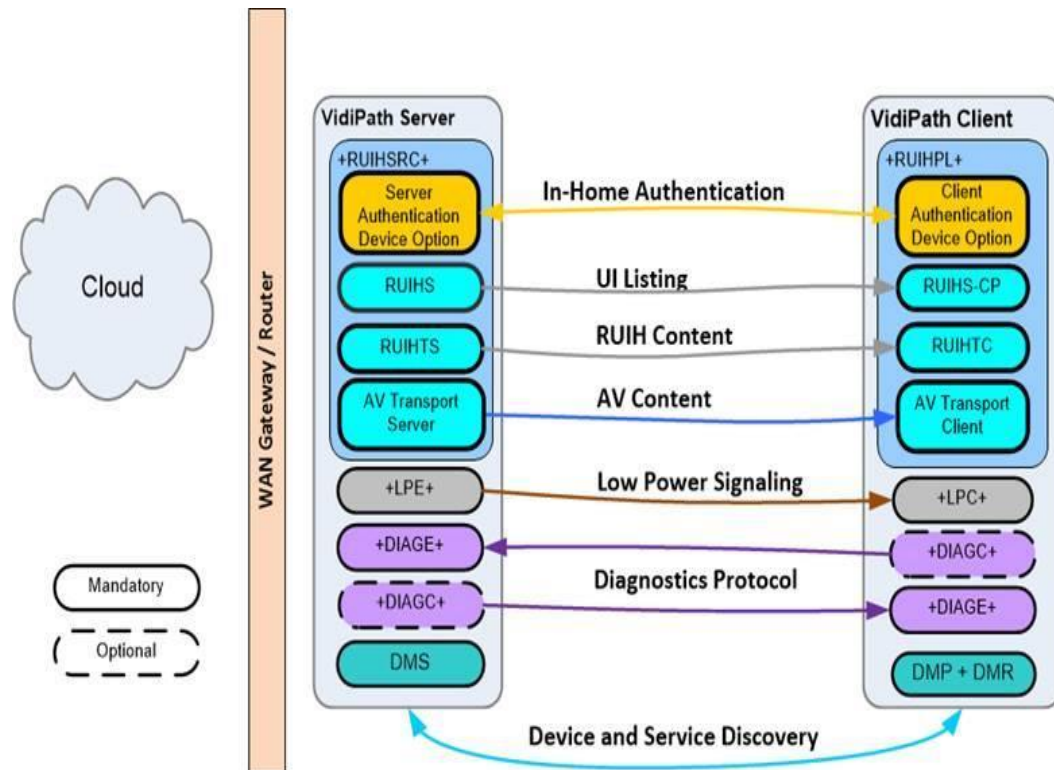 Cloud
Mandatory
Optional
WAN Gateway / Router
VidiPath Server
+RUIHSRC+
Server
Authentication
Device Option
RUIHS
RUIHTS
AV Transport
Server
+LPE+
+DIAGE+
+DIAGC+
DMS
In-Home Authentication
UI Listing
RUIH Content
AV Content
Low Power Signaling
Diagnostics Protocol
Device and Service Discovery
VidiPath Client
+RUIHPL+
Client
Authentication
Device Option
RUIHS-CP
RUIHTC
AV Transport
Client
+LPC+
+DIAGC+
+DIAGE+
DMP + DMR